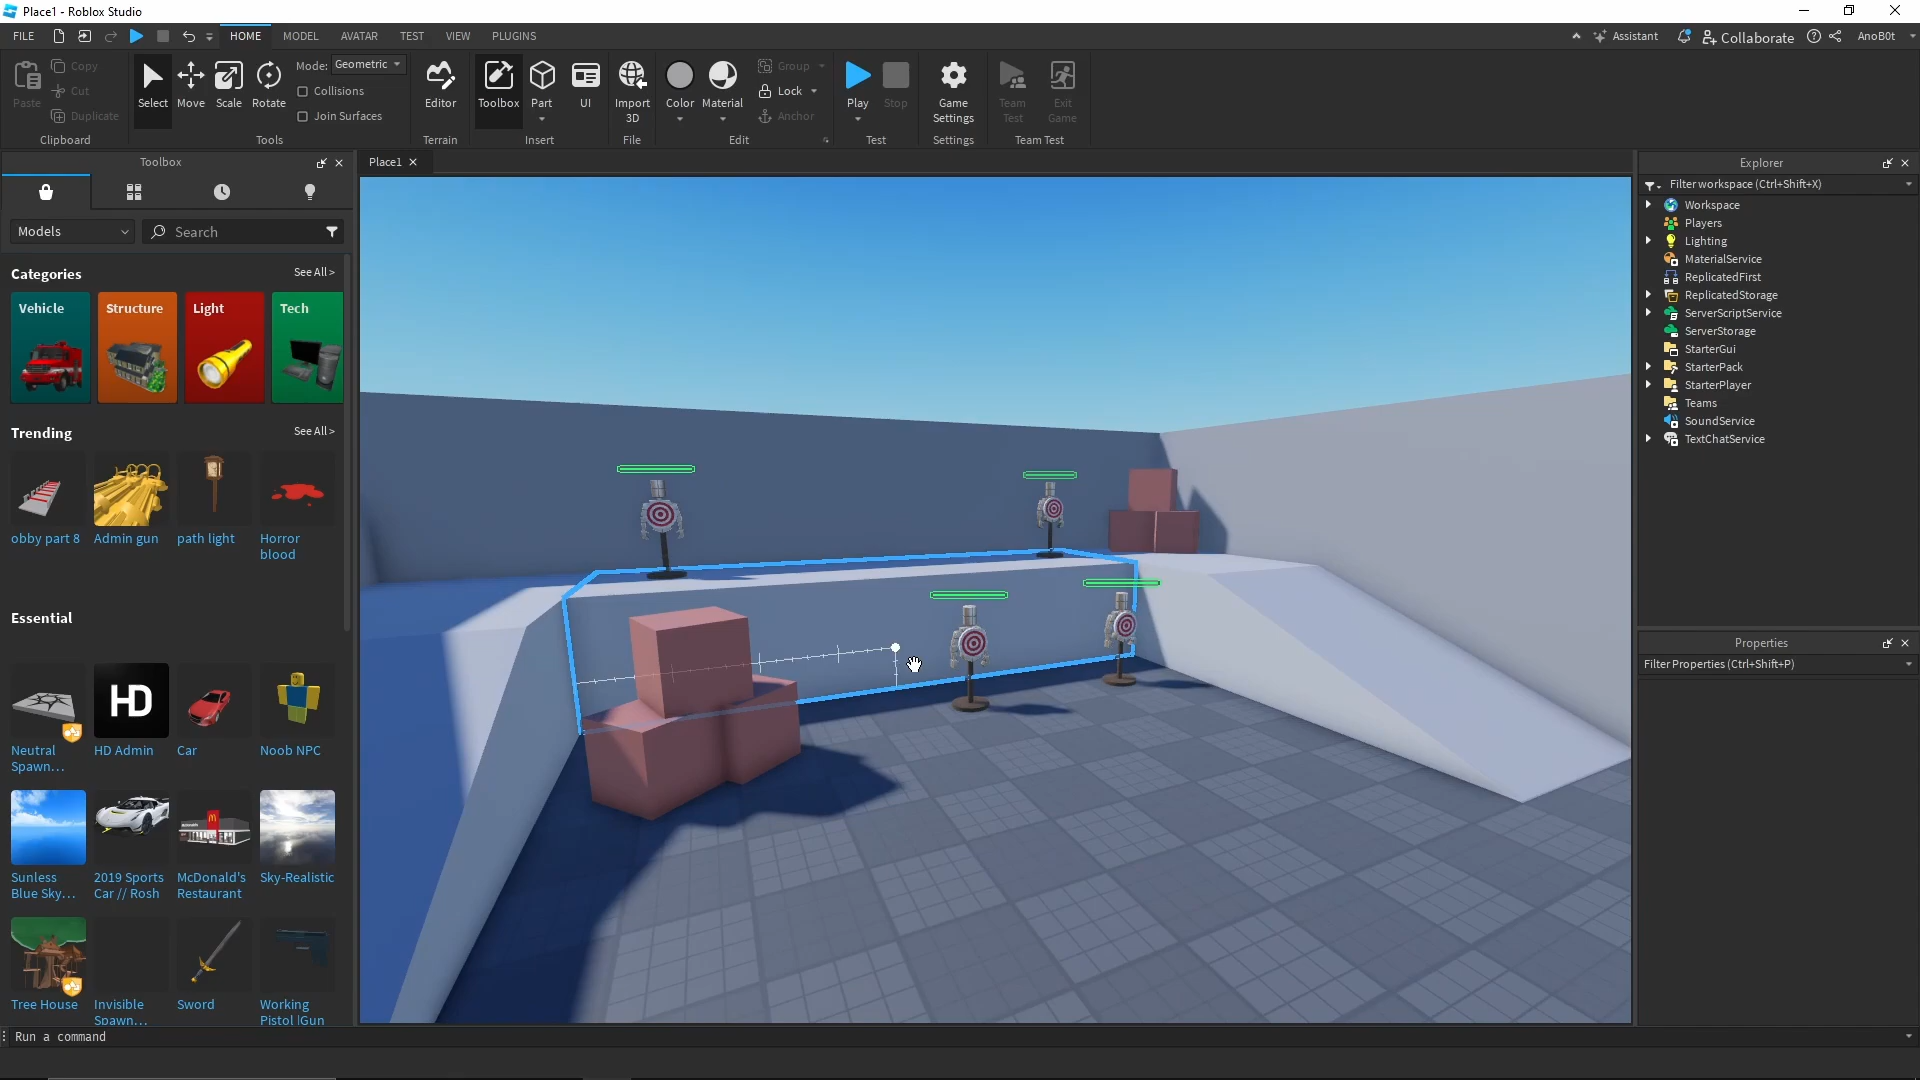 Place1 - Roblox Studio
FILE
HOME
MODEL
AVATAR
TEST
VIEW
PLUGINS
Assistant
Collaborate
AnoB0t
Paste
Copy
Cut
Duplicate
Clipboard
Select
Move
Scale
Rotate
Mode:
Geometric
Collisions
Join Surfaces
Tools
Editor
Terrain
Toolbox
Part
UI
Insert
Import
3D
File
Color
Material
Group
Lock
Anchor
Edit
Play
Stop
Test
Game
Settings
Settings
Team
Test
Exit
Game
Team Test
Toolbox
Place1
Explorer
Models
Search
Categories
See All >
Vehicle
Structure
Light
Tech
Trending
See All >
obby part 8
Admin gun
path light
Horror
blood
Essential
HD
Neutral
Spawn...
HD Admin
Car
Noob NPC
Sunless
Blue Sky...
2019 Sports
Car // Rosh
McDonald's
Restaurant
Sky-Realistic
Tree House
Invisible
Spawn...
Sword
Working
Pistol |Gun
Filter workspace (Ctrl+Shift+X)
Workspace
Players
Lighting
MaterialService
ReplicatedFirst
ReplicatedStorage
ServerScriptService
ServerStorage
StarterGui
StarterPack
StarterPlayer
Teams
SoundService
TextChatService
Properties
Filter Properties (Ctrl+Shift+P)
Run a command